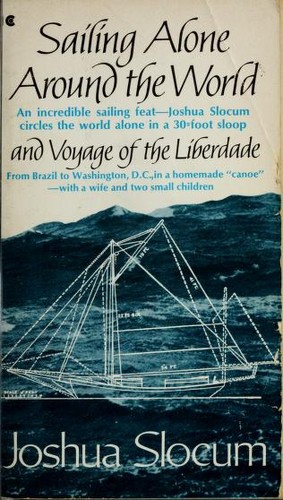 Sailing Alone
Around the World
An incredible sailing feat—Joshua Slocum
circles the world alone in a 30-foot sloop
and Voyage of the Liberdade
From Brazil to Washington, D.C., in a homemade "canoe"
—with a wife and two small children
Joshua Slocum